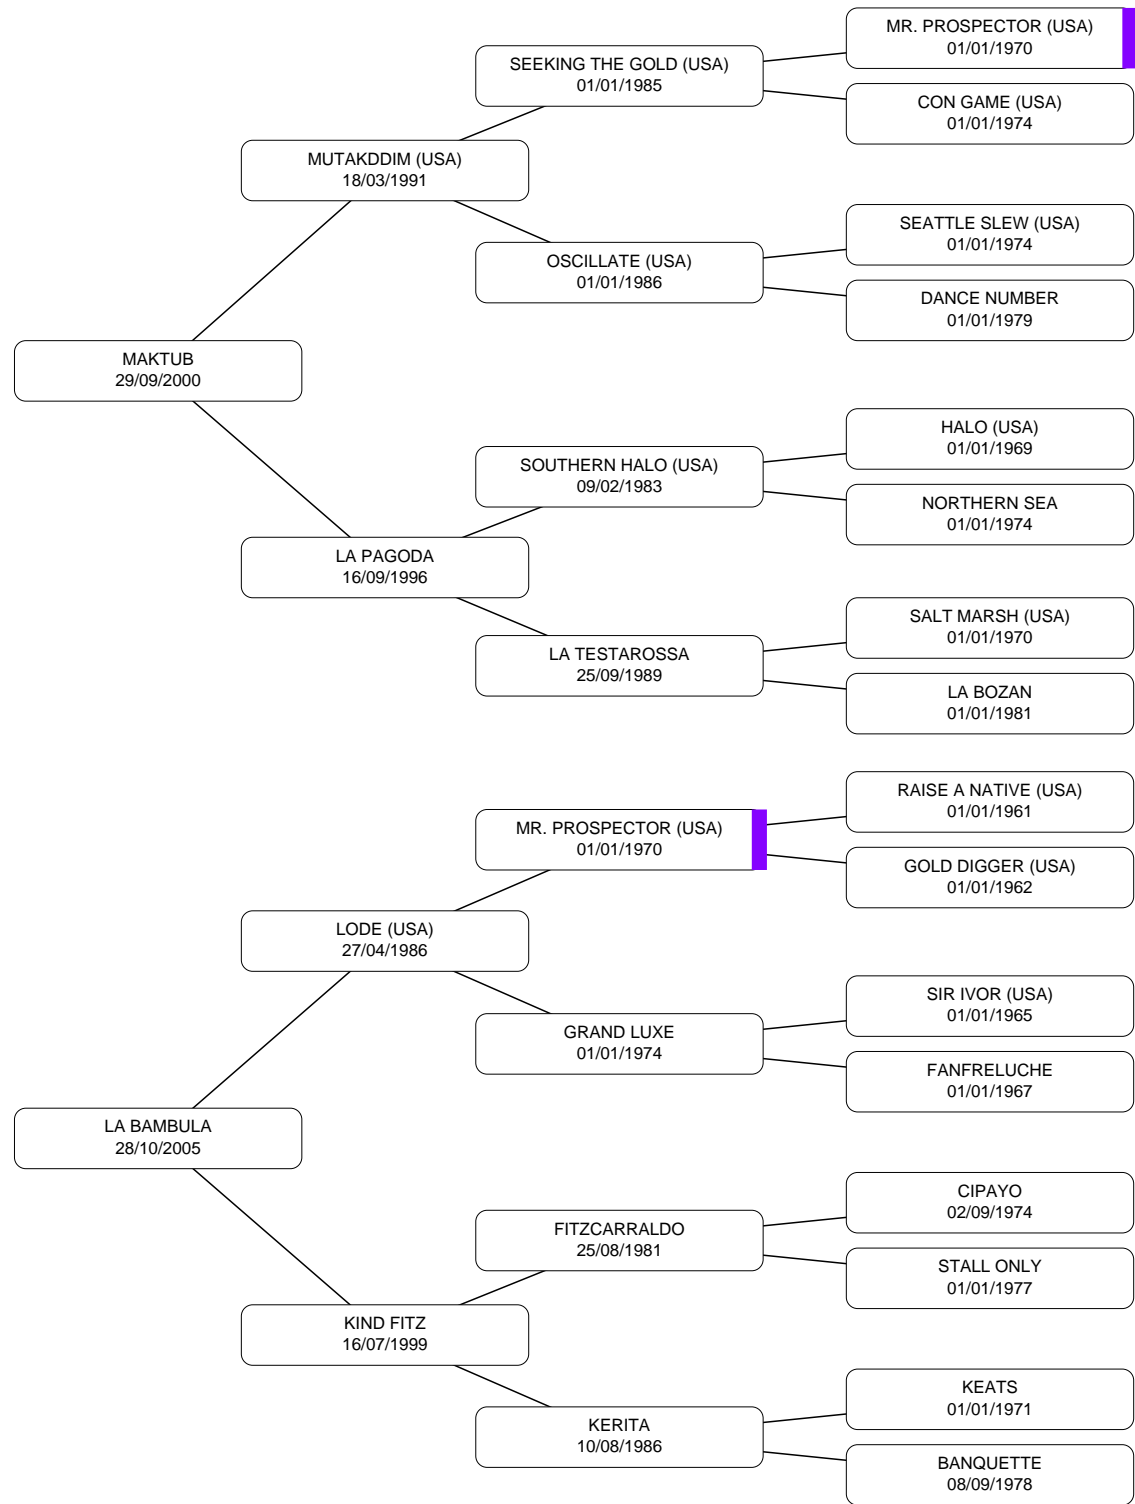 MR. PROSPECTOR (USA)
01/01/1970
SEEKING THE GOLD (USA)
01/01/1985
CON GAME (USA)
01/01/1974
MUTAKDDIM (USA)
18/03/1991
SEATTLE SLEW (USA)
01/01/1974
OSCILLATE (USA)
01/01/1986
DANCE NUMBER
01/01/1979
MAKTUB
29/09/2000
HALO (USA)
01/01/1969
SOUTHERN HALO (USA)
09/02/1983
NORTHERN SEA
01/01/1974
LA PAGODA
16/09/1996
SALT MARSH (USA)
01/01/1970
LA TESTAROSSA
25/09/1989
LA BOZAN
01/01/1981
RAISE A NATIVE (USA)
01/01/1961
MR. PROSPECTOR (USA)
01/01/1970
GOLD DIGGER (USA)
01/01/1962
LODE (USA)
27/04/1986
SIR IVOR (USA)
01/01/1965
GRAND LUXE
01/01/1974
FANFRELUCHE
01/01/1967
LA BAMBULA
28/10/2005
CIPAYO
02/09/1974
FITZCARRALDO
25/08/1981
STALL ONLY
01/01/1977
KIND FITZ
16/07/1999
KEATS
01/01/1971
KERITA
10/08/1986
BANQUETTE
08/09/1978